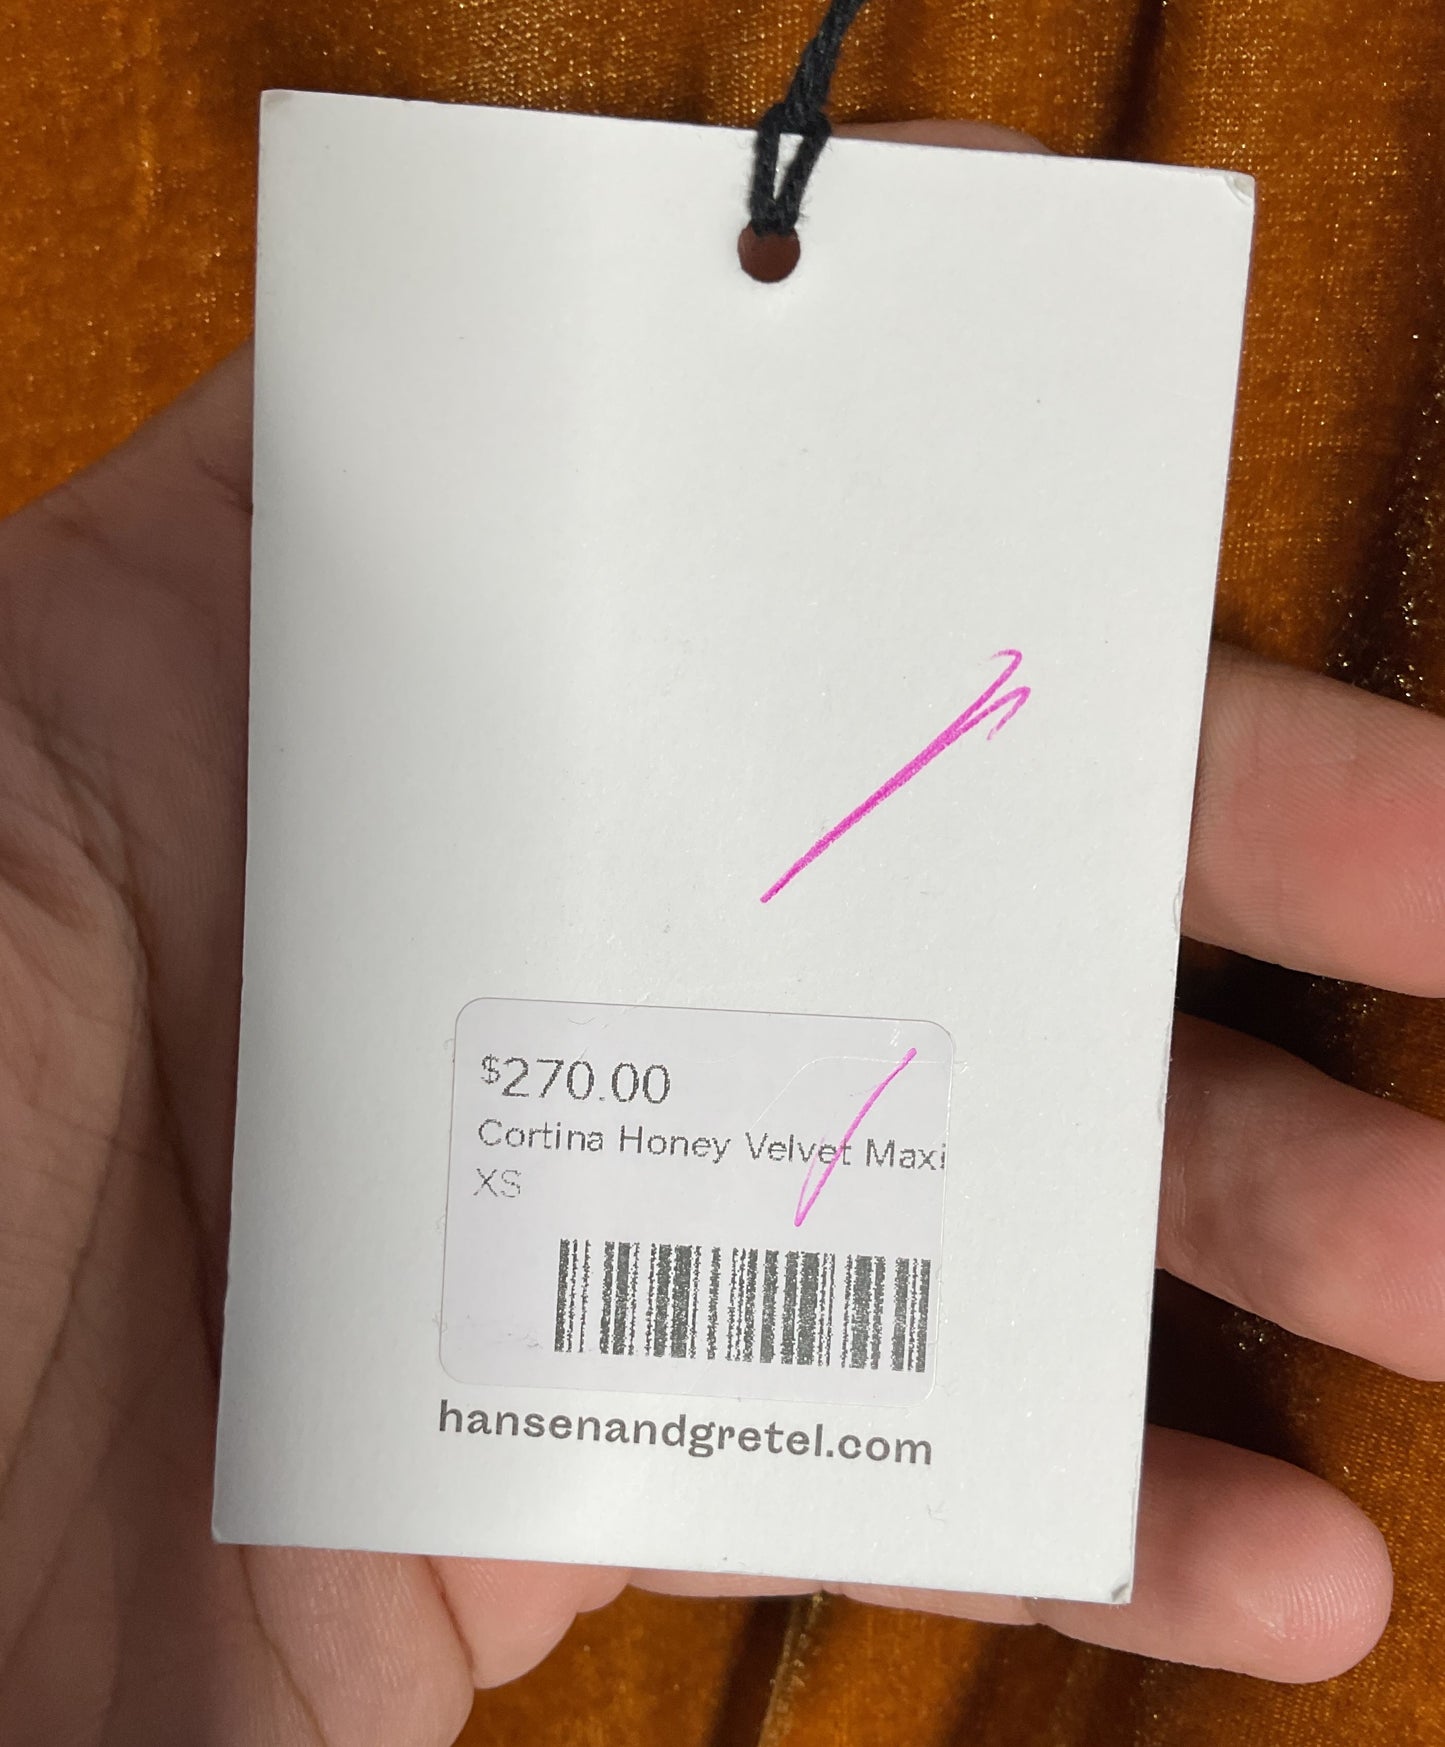 $270.00
Cortina Honey Velvet Maxi
XS
hansenandgretel.com